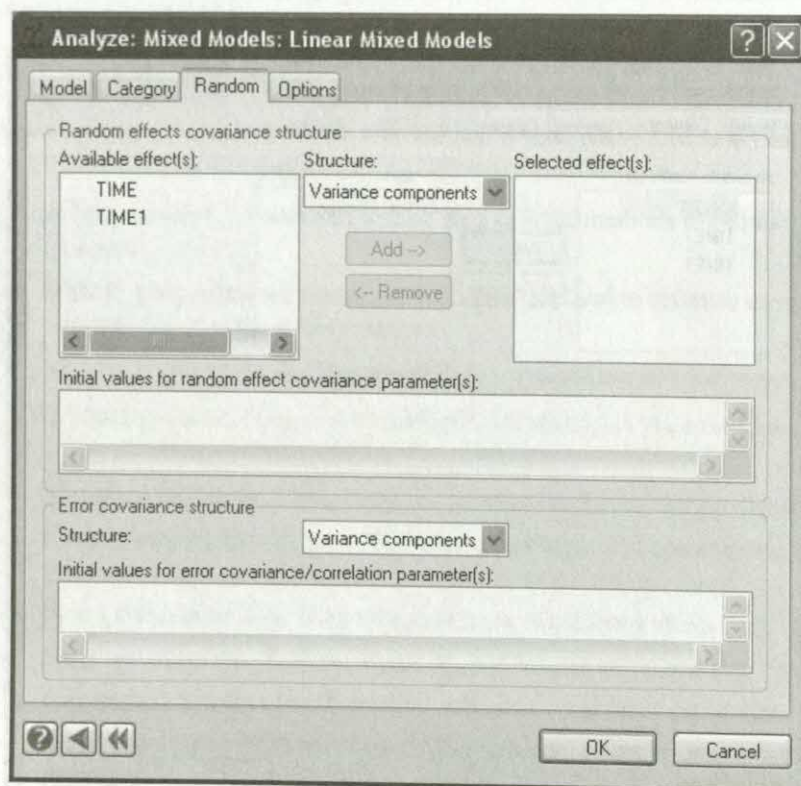 Analyze: Mixed Models: Linear Mixed Models
Model Category Random Options
Random effects covariance structure
Available effect(s): Structure: Selected effect(s):
TIME Variance components
TIME1
Add -->
<-- Remove
Initial values for random effect covariance parameter(s):
Error covariance structure
Structure: Variance components
Initial values for error covariance/correlation parameter(s):
OK Cancel